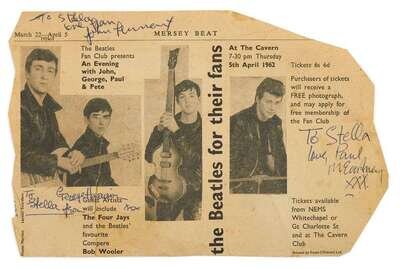 To S
love
John Lennon
March 22—April 5
MERSEY BEAT
The Beatles
Fan Club presents
An Evening
with John,
George, Paul
& Pete
Guest Artists
will include
The Four Jays
and the Beatles'
favourite
Compere
Bob Wooler
the Beatles for their fans
At The Cavern
7-30 pm Thursday
5th April 1962
Tickets 6s 6d
Purchasers of tickets
will receive a
FREE photograph,
and may apply for
free membership of
the Fan Club
Tickets available
from NEMS
Whitechapel or
Gt Charlotte St
and at The Cavern
Club
To Stella
love Paul
McCartney
XXX
To
Stella
from
George Harrison
xxx